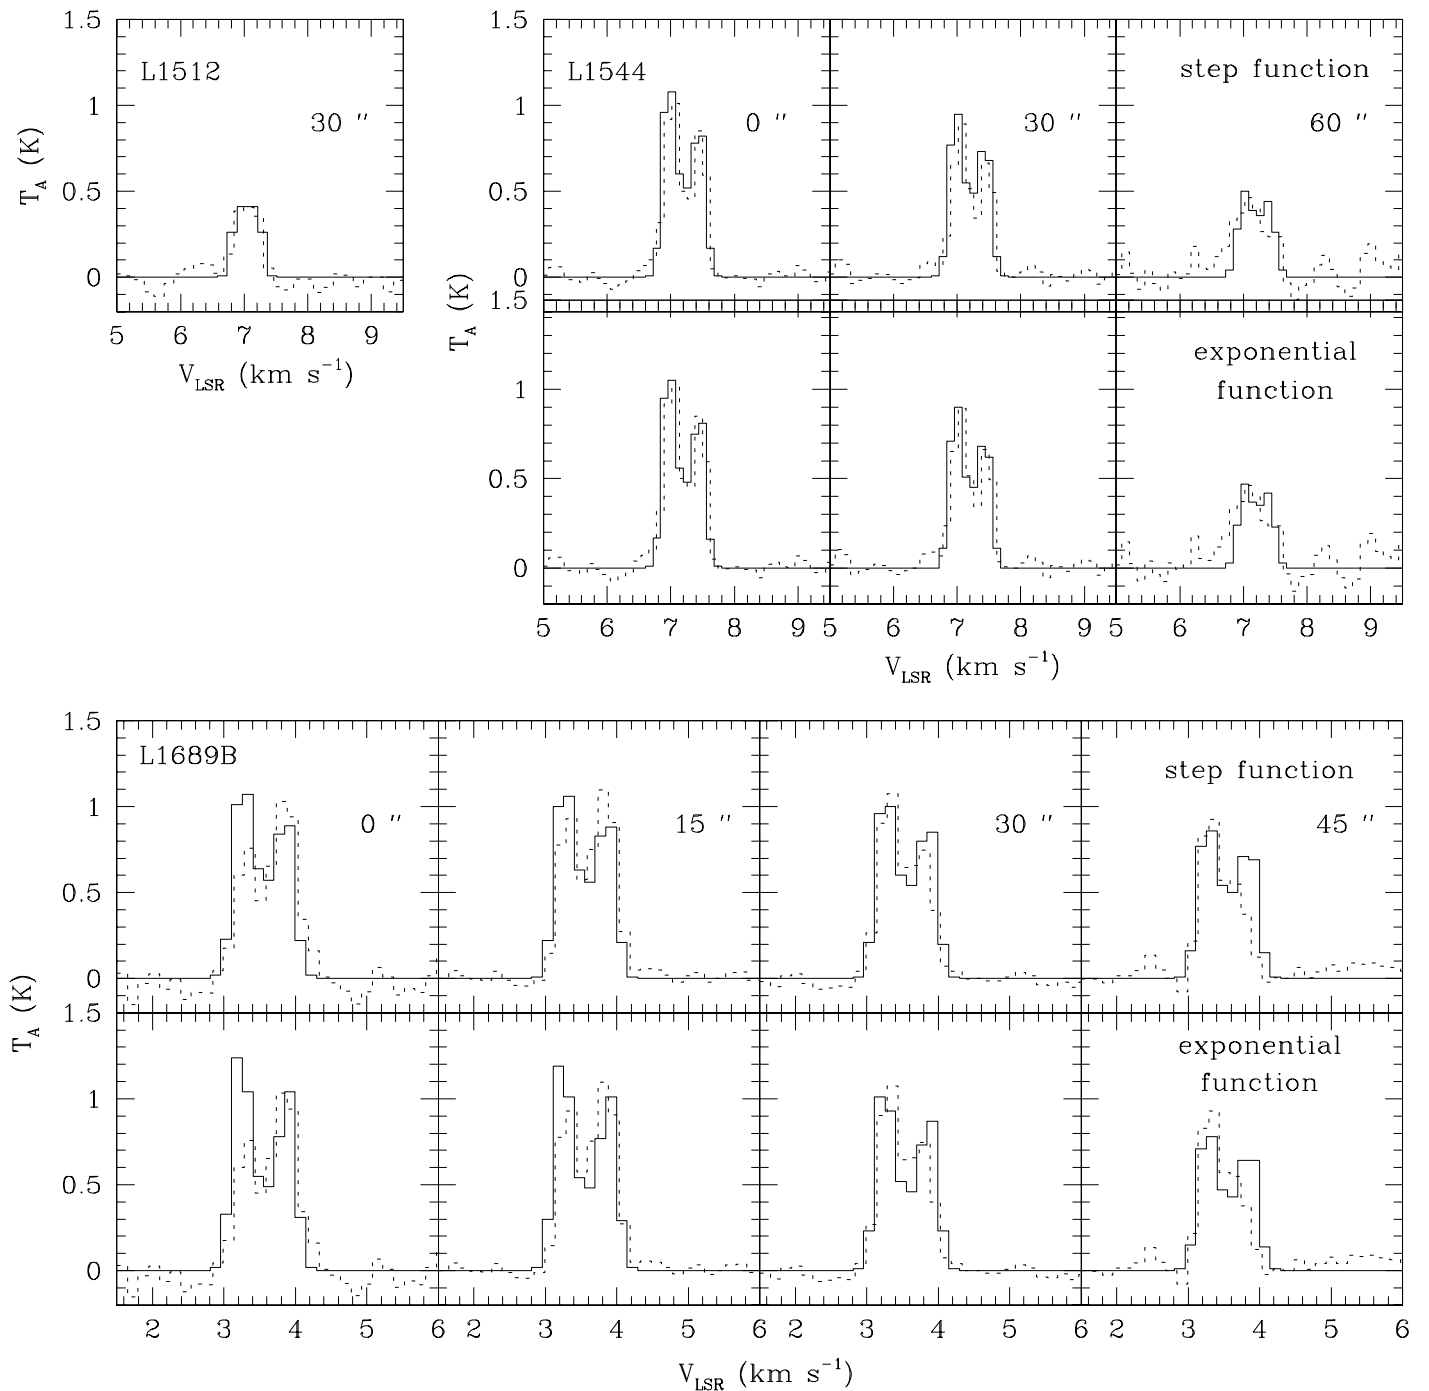 L1512
30 "
1.5
1
0.5
0
T_A (K)
5 6 7 8 9
V_LSR (km s⁻¹)
L1544
0 "
30 "
step function
60 "
1.5
1
0.5
0
T_A (K)
exponential
function
1.5
1
0.5
0
5 6 7 8 9 5 6 7 8 9 5 6 7 8 9
V_LSR (km s⁻¹)
L1689B
0 "
15 "
30 "
step function
45 "
1.5
1
0.5
0
T_A (K)
exponential
function
1.5
1
0.5
0
2 3 4 5 6 3 4 5 6 2 3 4 5 6 3 4 5 6
V_LSR (km s⁻¹)